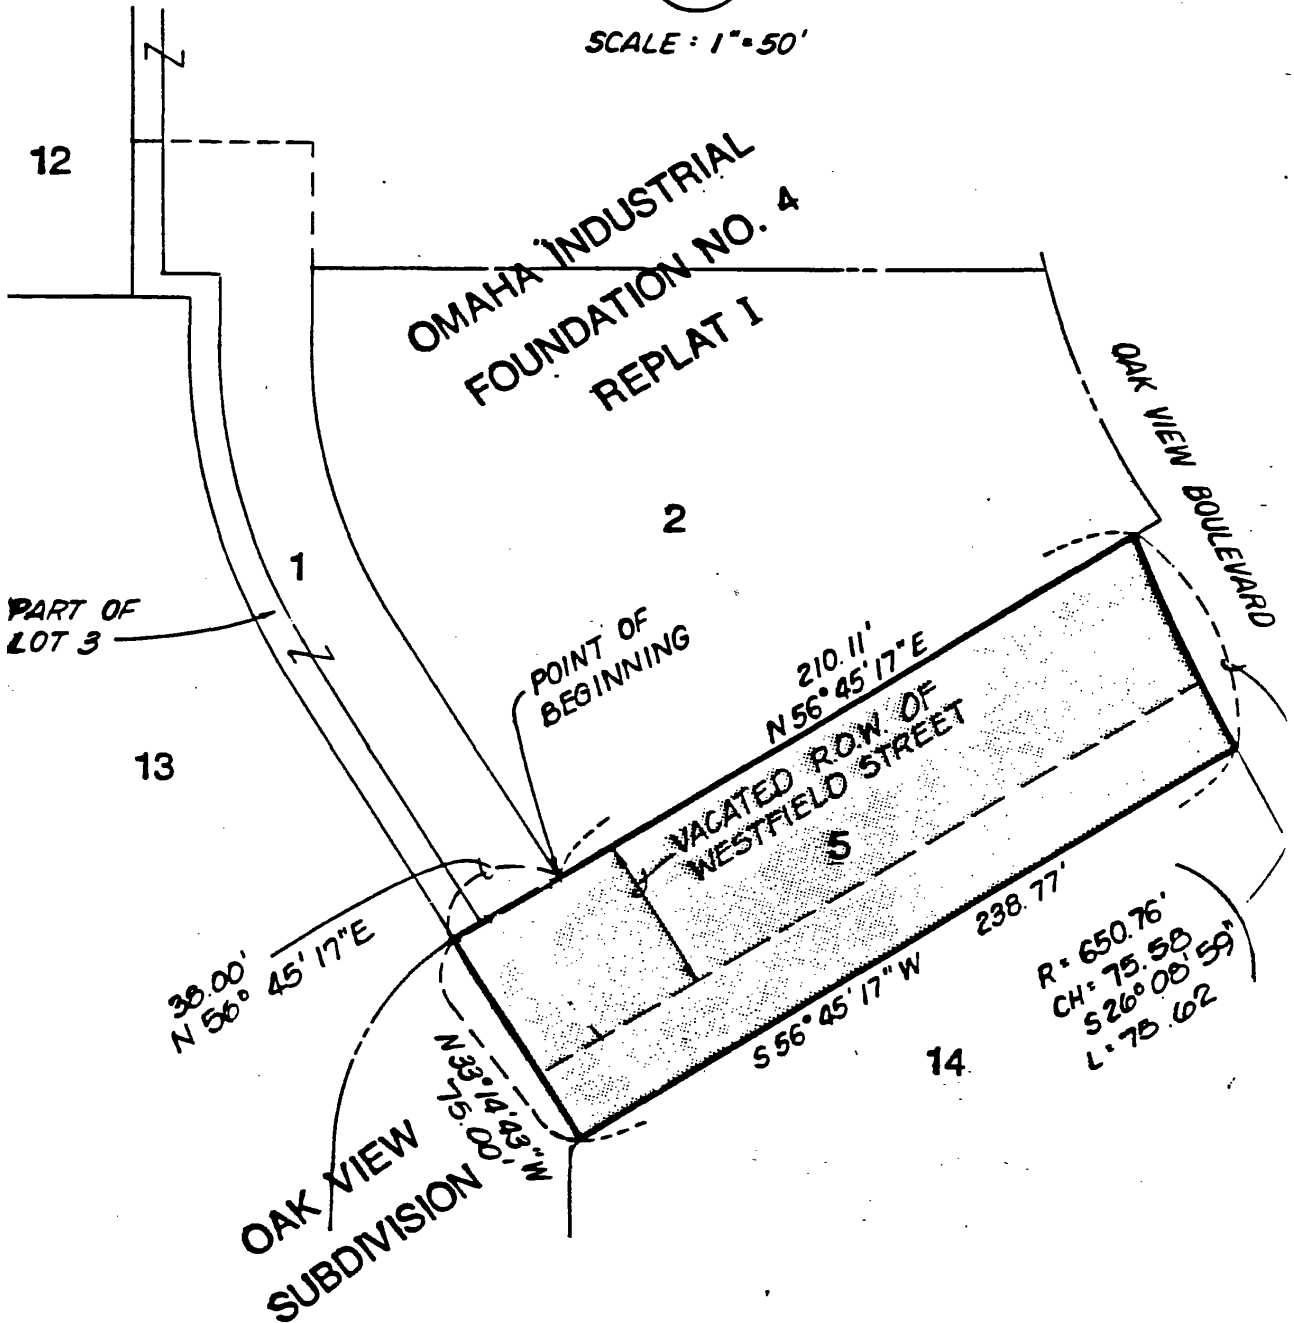 SCALE : 1"=50'
12
OMAHA INDUSTRIAL
FOUNDATION NO. 4
REPLAT I
OAK VIEW BOULEVARD
2
1
PART OF
LOT 3
POINT OF
BEGINNING
210.11'
N 56° 45' 17" E
13
VACATED R.O.W. OF
WESTFIELD STREET
5
38.00'
N 56° 45' 17" E
238.77'
S 56° 45' 17" W
R = 650.76'
CH = 75.58
S 26° 08' 59"
L = 75.62
14
N 33° 14' 43" W
75.00'
OAK VIEW
SUBDIVISION